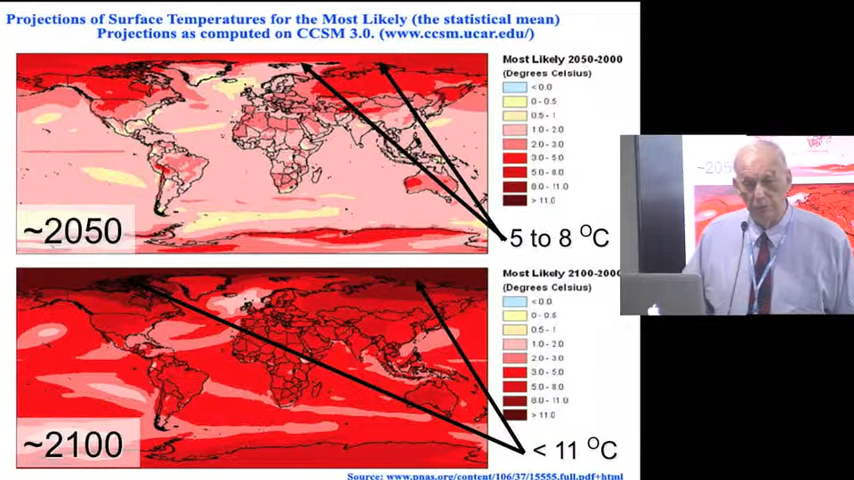 Projections of Surface Temperatures for the Most Likely (the statistical mean)
Projections as computed on CCSM 3.0. (www.ccsm.ucar.edu/)
Most Likely 2050-2000
(Degrees Celsius)
< 0.0
0 - 0.5
0.5 - 1
1.0 - 2.0
2.0 - 3.0
3.0 - 5.0
5.0 - 8.0
8.0 - 11.0
> 11.0
~2050
5 to 8 °C
Most Likely 2100-2000
(Degrees Celsius)
< 0.0
0 - 0.5
0.5 - 1
1.0 - 2.0
2.0 - 3.0
3.0 - 5.0
5.0 - 8.0
8.0 - 11.0
> 11.0
~2100
< 11 °C
Source: www.pnas.org/content/106/37/15555.full.pdf+html
~205